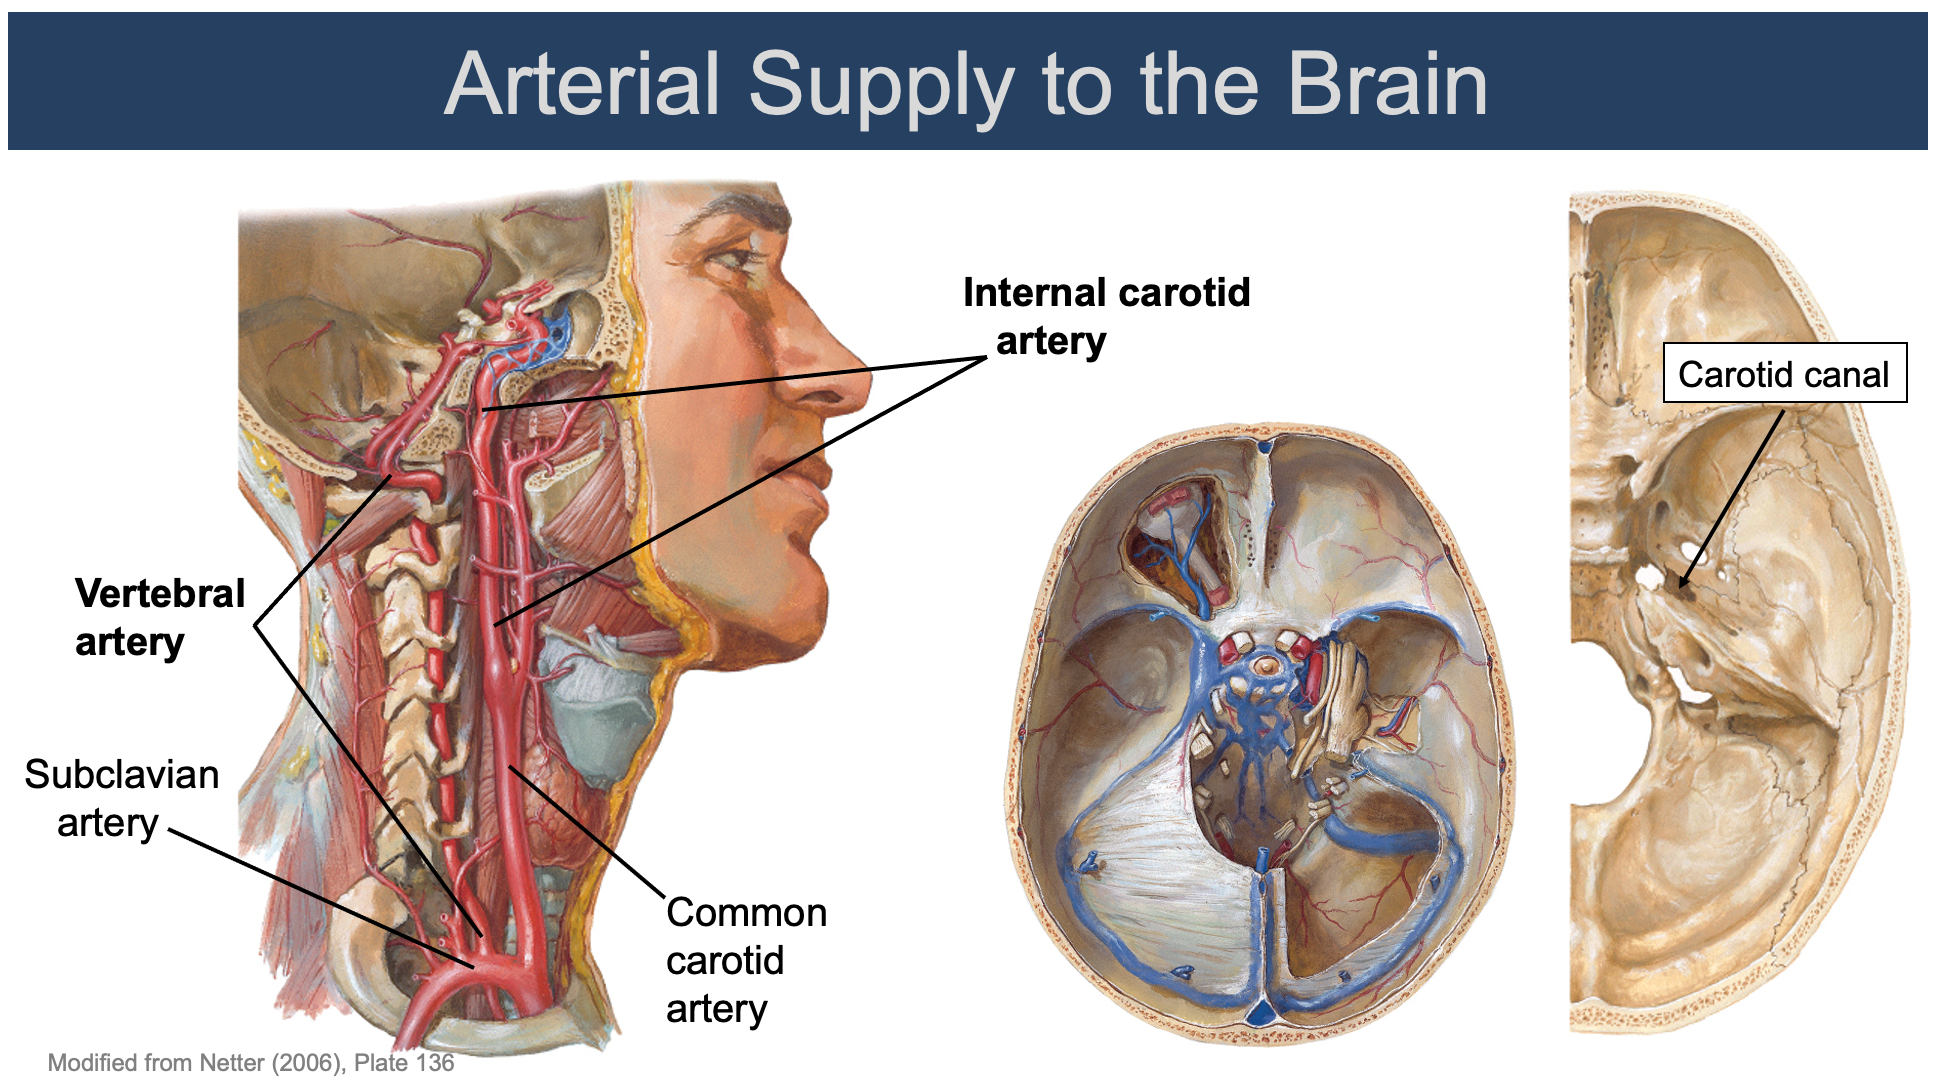 Arterial Supply to the Brain
Internal carotid
artery
Carotid canal
Vertebral
artery
Subclavian
artery
Common
carotid
artery
Modified from Netter (2006), Plate 136